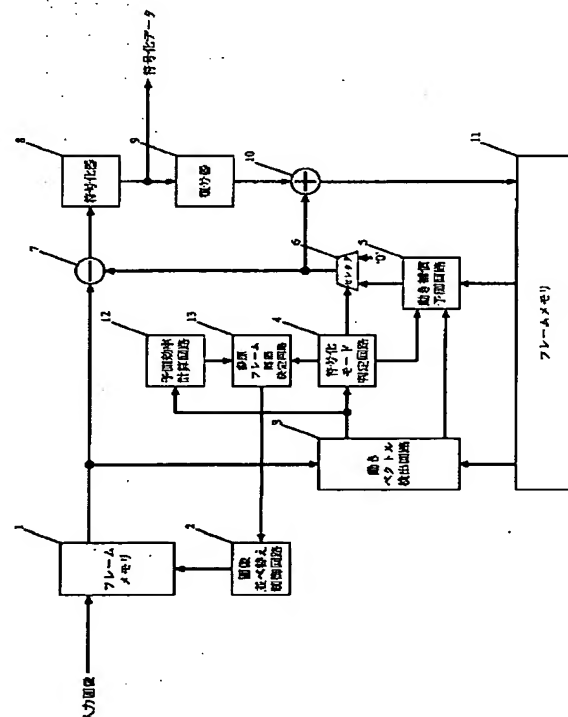 入力画像
1
フレーム
メモリ
2
画像
並べ替え
制御回路
12
予測効率
計算回路
13
参照
フレーム
間隔
決定回路
3
動き
ベクトル
検出回路
4
符号化
モード
判定回路
7
8
符号化器
符号化データ
9
復号器
10
6
セレクタ
"0"
5
動き補償
予測回路
11
フレームメモリ